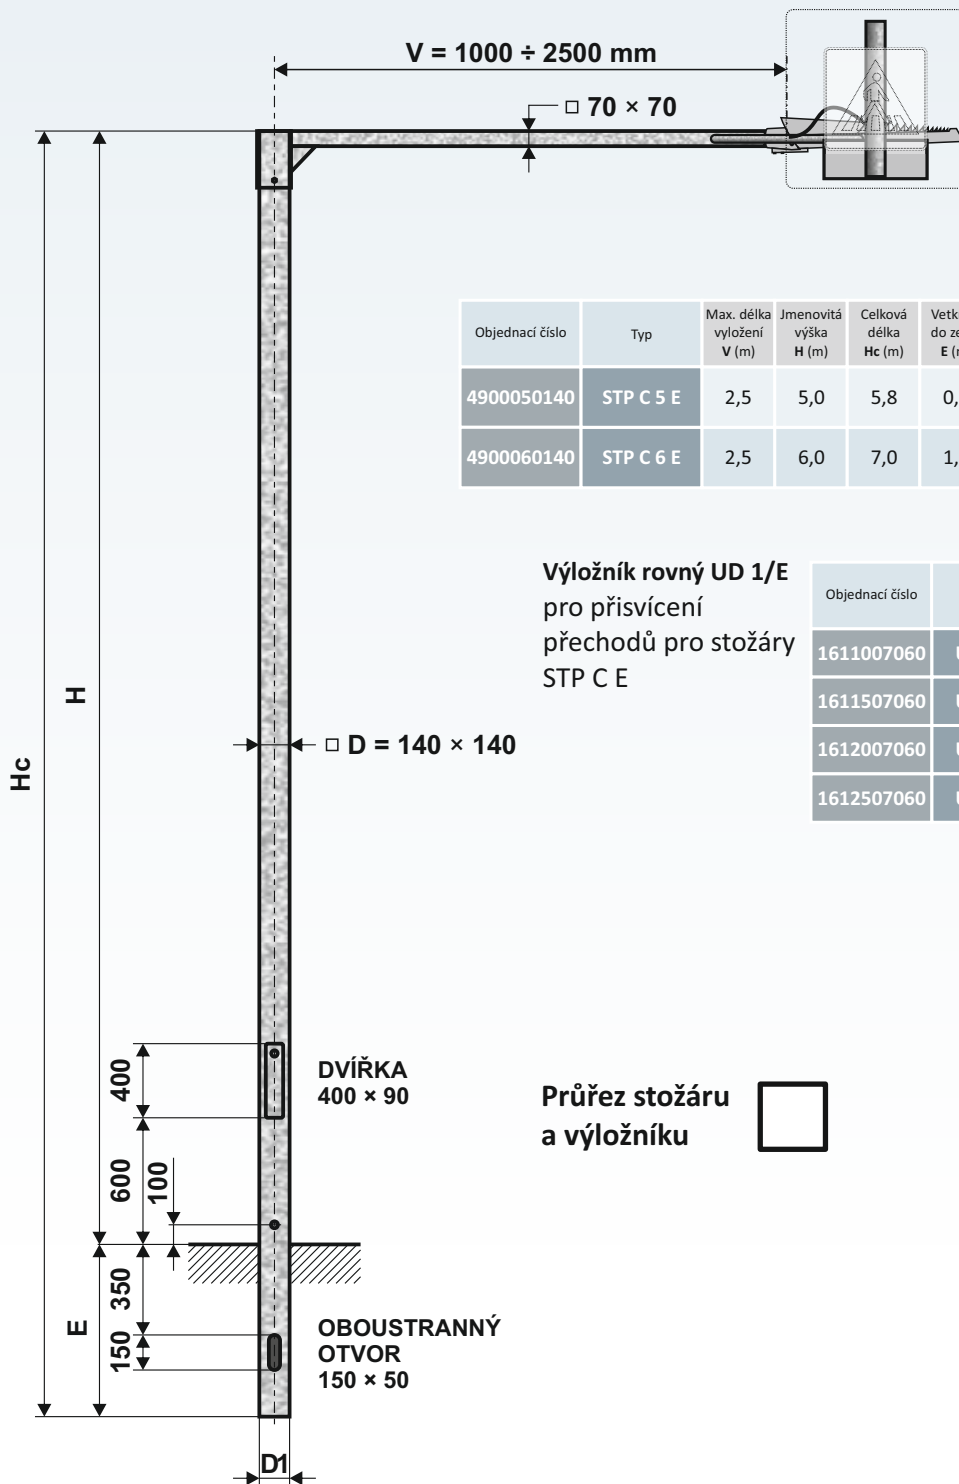 V = 1000 ÷ 2500 mm
□ 70 × 70
Objednací číslo
Typ
Max. délka
vyložení
V (m)
Jmenovitá
výška
H (m)
Celková
délka
Hc (m)
do
E
4900050140 STP C 5 E 2,5 5,0 5,8 0,
4900060140 STP C 6 E 2,5 6,0 7,0 1,
Výložník rovný UD 1/E
pro přisvícení
přechodů pro stožáry
STP C E
Objednací číslo
1611007060
1611507060
1612007060
1612507060
H
Hc
□ D = 140 × 140
400
DVÍŘKA
400 × 90
Průřez stožáru
a výložníku
600
100
350
E
150
OBOUSTRANNÝ
OTVOR
150 × 50
D1